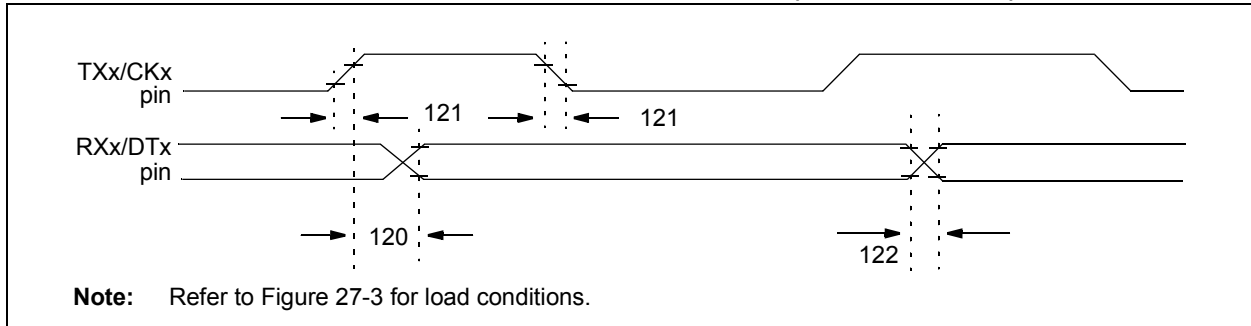 TXx/CKx
pin
121
121
RXx/DTx
pin
120
122
Note: Refer to Figure 27-3 for load conditions.